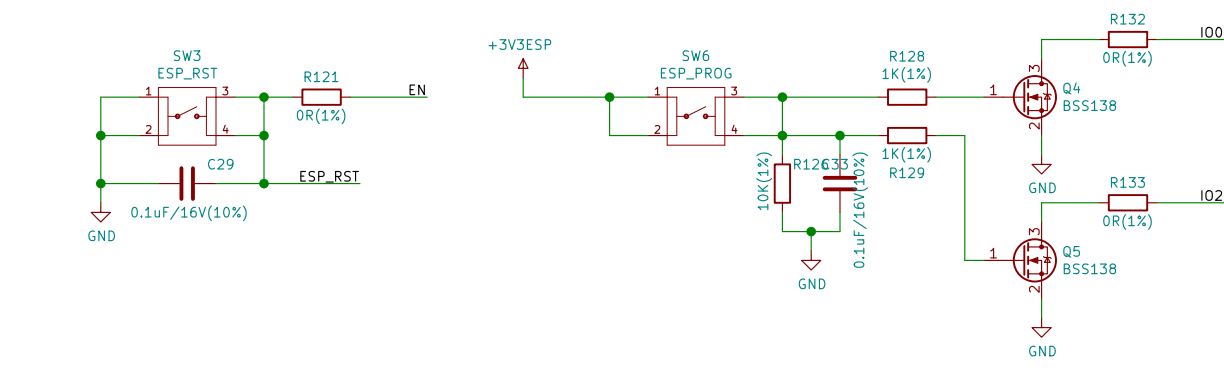 SW3
ESP_RST
1
3
2
4
R121
0R(1%)
EN
C29
0.1uF/16V(10%)
ESP_RST
GND
+3V3ESP
SW6
ESP_PROG
1
3
2
4
R128
1K(1%)
1K(1%)
R129
R126
10K(1%)
C33
0.1uF/16V(10%)
GND
R132
0R(1%)
IO0
1
3
2
Q4
BSS138
GND
R133
0R(1%)
IO2
1
3
2
Q5
BSS138
GND